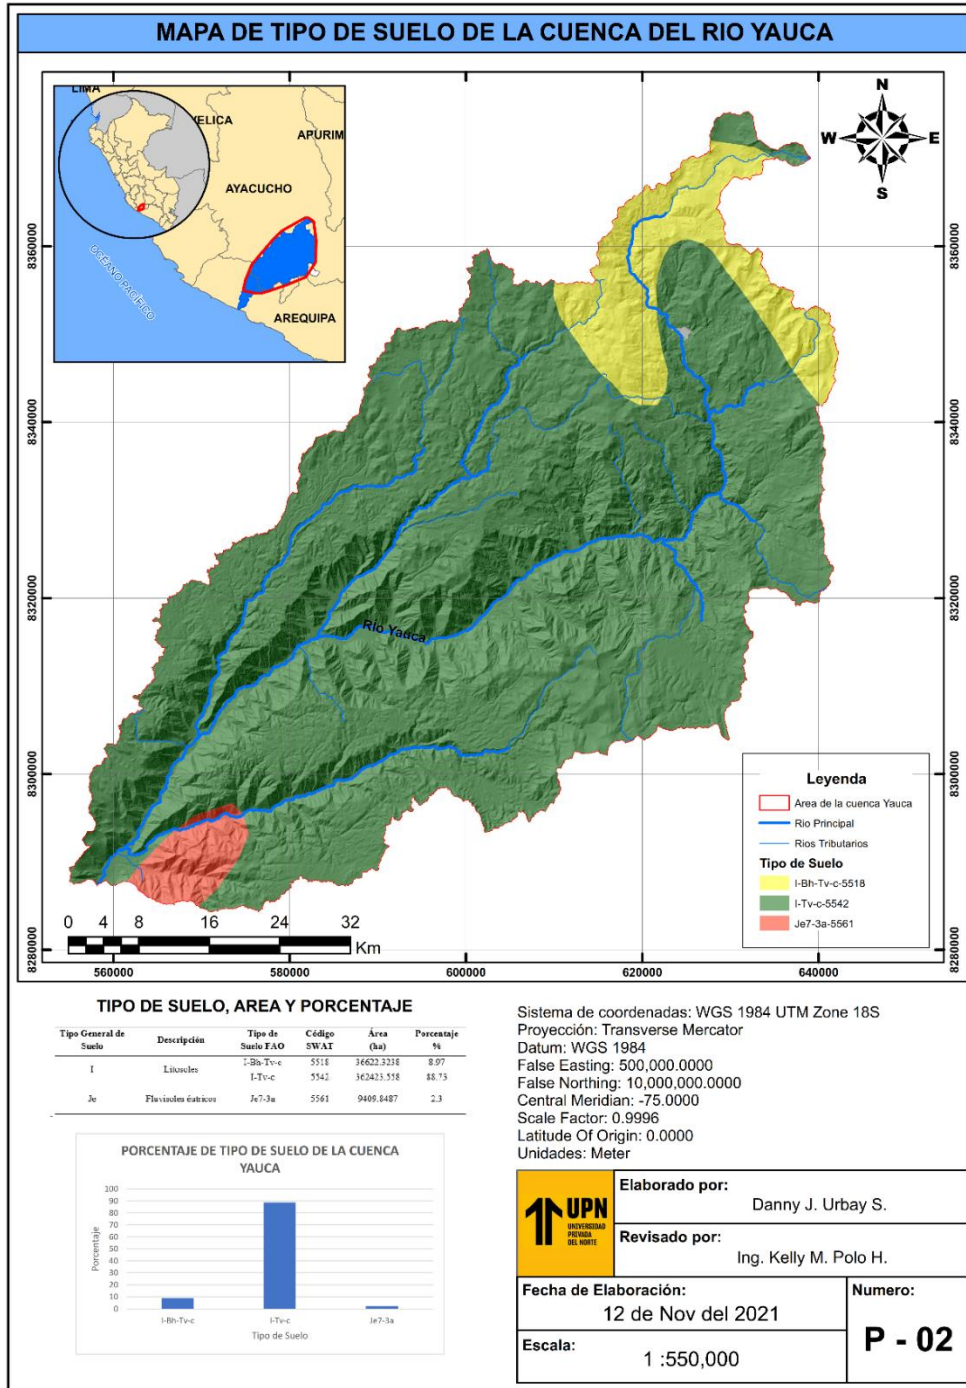 MAPA DE TIPO DE SUELO DE LA CUENCA DEL RIO YAUCA
LIMA
VELICA
APURIM
AYACUCHO
OCÉANO PACÍFICO
AREQUIPA
N
W E
S
8360000 8360000
8340000 8340000
8320000 8320000
8300000 8300000
8280000 8280000
Río Yauca
Leyenda
Area de la cuenca Yauca
Rio Principal
Rios Tributarios
Tipo de Suelo
I-Bh-Tv-c-5518
I-Tv-c-5542
Je7-3a-5561
0 4 8 16 24 32
Km
560000 580000 600000 620000 640000
TIPO DE SUELO, AREA Y PORCENTAJE
Tipo General de Suelo Descripción Tipo de Suelo FAO Código SWAT Área (ha) Porcentaje %
I Litosoles I-Bh-Tv-c 5518 36622.3238 8.97
I-Tv-c 5542 362423.558 88.73
Je Fluvisoles éutricos Je7-3a 5561 9409.8487 2.3
PORCENTAJE DE TIPO DE SUELO DE LA CUENCA
YAUCA
Porcentaje
100
90
80
70
60
50
40
30
20
10
0
I-Bh-Tv-c I-Tv-c Je7-3a
Tipo de Suelo
Sistema de coordenadas: WGS 1984 UTM Zone 18S
Proyección: Transverse Mercator
Datum: WGS 1984
False Easting: 500,000.0000
False Northing: 10,000,000.0000
Central Meridian: -75.0000
Scale Factor: 0.9996
Latitude Of Origin: 0.0000
Unidades: Meter
UPN
UNIVERSIDAD
PRIVADA
DEL NORTE
Elaborado por:
Danny J. Urbay S.
Revisado por:
Ing. Kelly M. Polo H.
Fecha de Elaboración:
12 de Nov del 2021
Escala:
1 :550,000
Numero:
P - 02